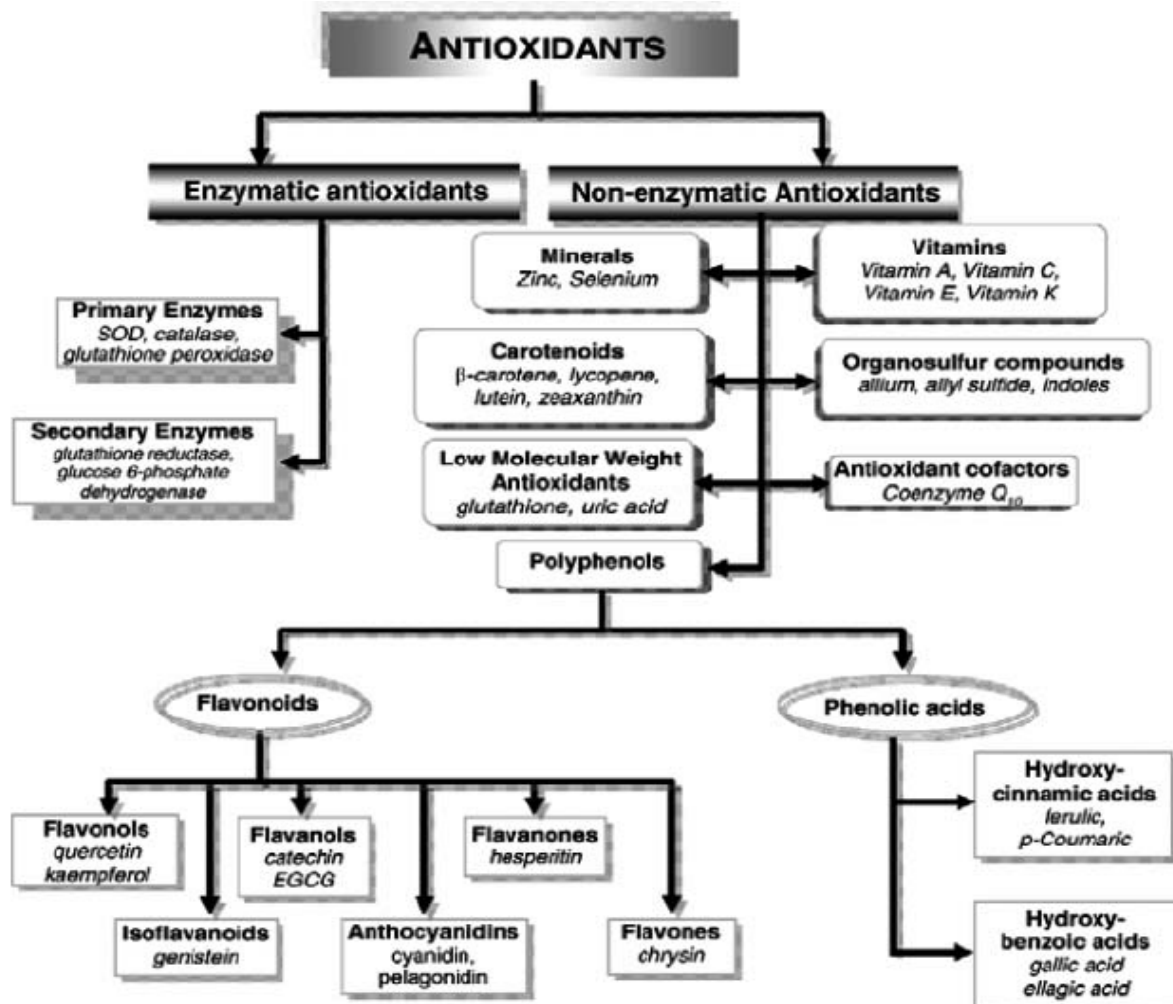 ANTIOXIDANTS
Enzymatic antioxidants
Non-enzymatic Antioxidants
Minerals
Zinc, Selenium
Vitamins
Vitamin A, Vitamin C,
Vitamin E, Vitamin K
Primary Enzymes
SOD, catalase,
glutathione peroxidase
Carotenoids
β-carotene, lycopene,
lutein, zeaxanthin
Organosulfur compounds
allium, allyl sulfide, indoles
Secondary Enzymes
glutathione reductase,
glucose 6-phosphate
dehydrogenase
Low Molecular Weight
Antioxidants
glutathione, uric acid
Antioxidant cofactors
Coenzyme Q₁₀
Polyphenols
Flavonoids
Phenolic acids
Flavonols
quercetin
kaempferol
Flavanols
catechin
EGCG
Flavanones
hesperitin
Isoflavanoids
genistein
Anthocyanidins
cyanidin,
pelagonidin
Flavones
chrysin
Hydroxy-
cinnamic acids
ferulic,
p-Coumaric
Hydroxy-
benzoic acids
gallic acid
ellagic acid